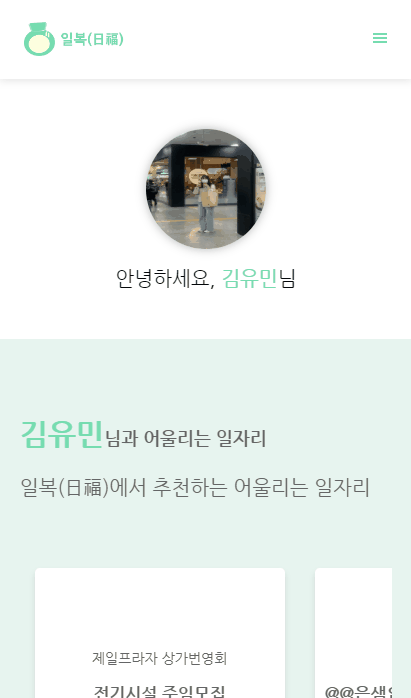 일복(日福)
안녕하세요, 김유민님
김유민님과 어울리는 일자리
일복(日福)에서 추천하는 어울리는 일자리
제일프라자 상가번영회
전기시설 주임모집